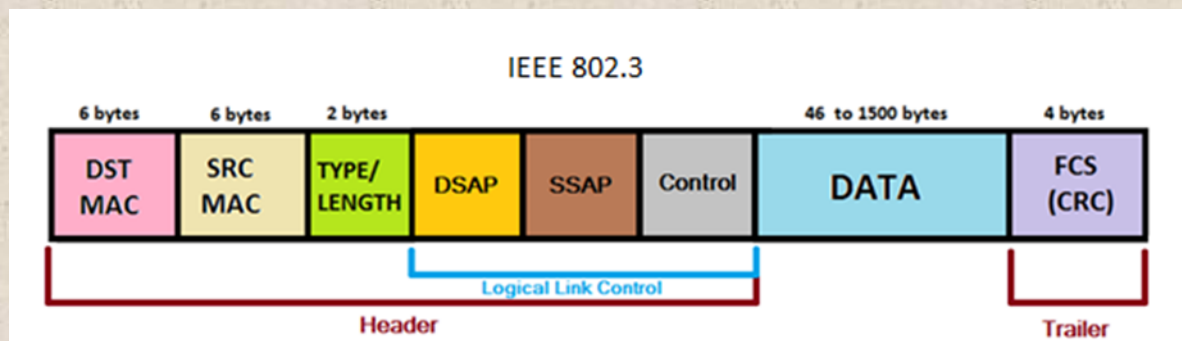 IEEE 802.3
6 bytes 6 bytes 2 bytes 46 to 1500 bytes 4 bytes
DST
MAC
SRC
MAC
TYPE/
LENGTH
DSAP
SSAP
Control
DATA
FCS
(CRC)
Logical Link Control
Header
Trailer